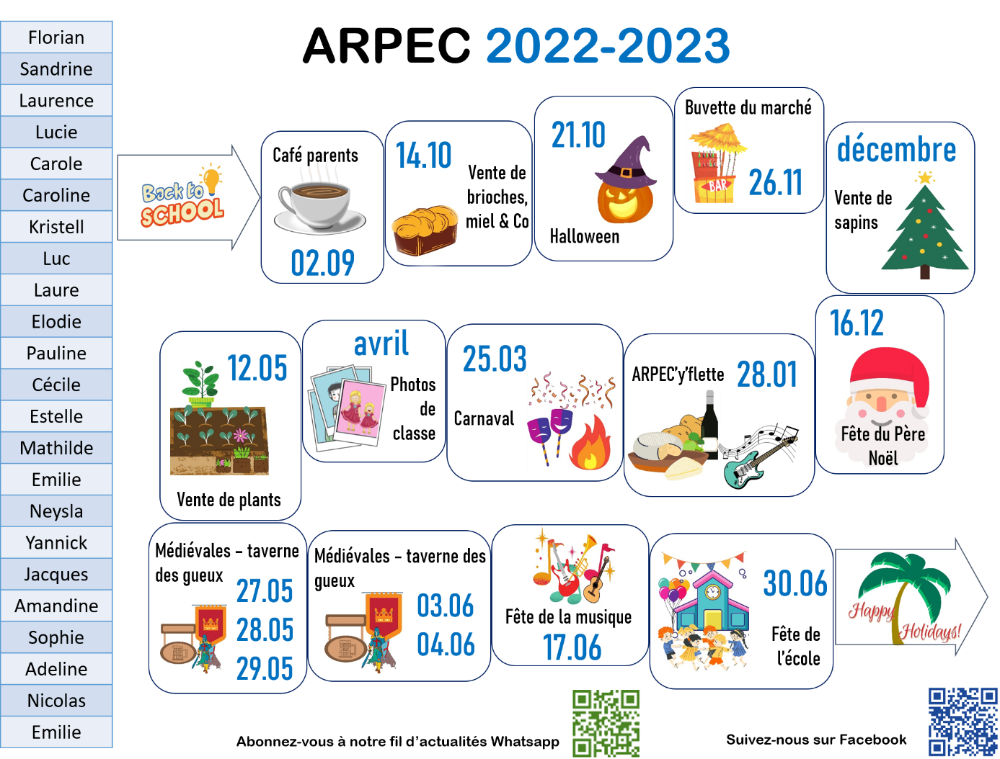 ARPEC 2022-2023
Florian
Sandrine
Laurence
Lucie
Carole
Caroline
Kristell
Luc
Laure
Elodie
Pauline
Cécile
Estelle
Mathilde
Emilie
Neysla
Yannick
Jacques
Amandine
Sophie
Adeline
Nicolas
Emilie
Back to
SCHOOL
Café parents
02.09
14.10
Vente de
brioches,
miel & Co
21.10
Halloween
Buvette du marché
BAR
26.11
décembre
Vente de
sapins
16.12
Fête du Père
Noël
ARPEC'y'flette 28.01
25.03
Carnaval
avril
Photos
de
classe
12.05
Vente de plants
Médiévales – taverne
des gueux
27.05
28.05
29.05
Médiévales – taverne des
gueux
03.06
04.06
Fête de la musique
17.06
30.06
Fête de
l'école
Happy
Holidays!
Abonnez-vous à notre fil d'actualités Whatsapp
Suivez-nous sur Facebook